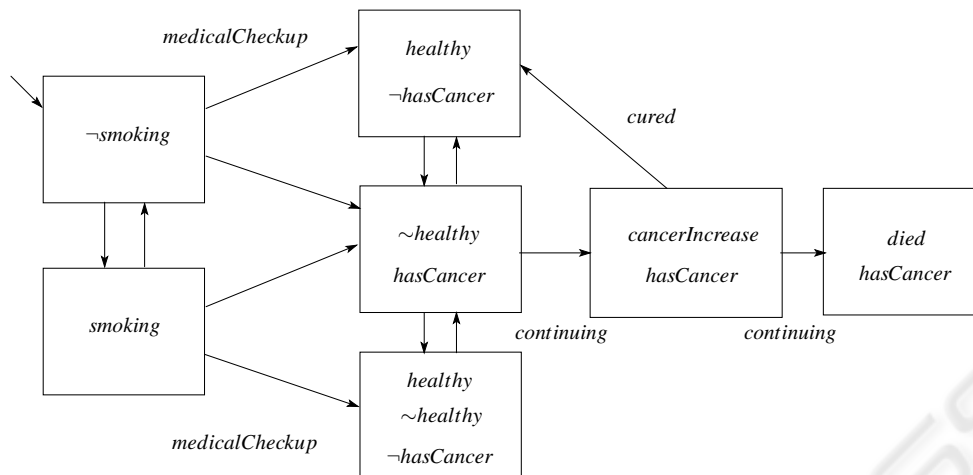 medicalCheckup
healthy
¬hasCancer
¬smoking
cured
~healthy
hasCancer
cancerIncrease
hasCancer
died
hasCancer
smoking
continuing
continuing
healthy
~healthy
¬hasCancer
medicalCheckup